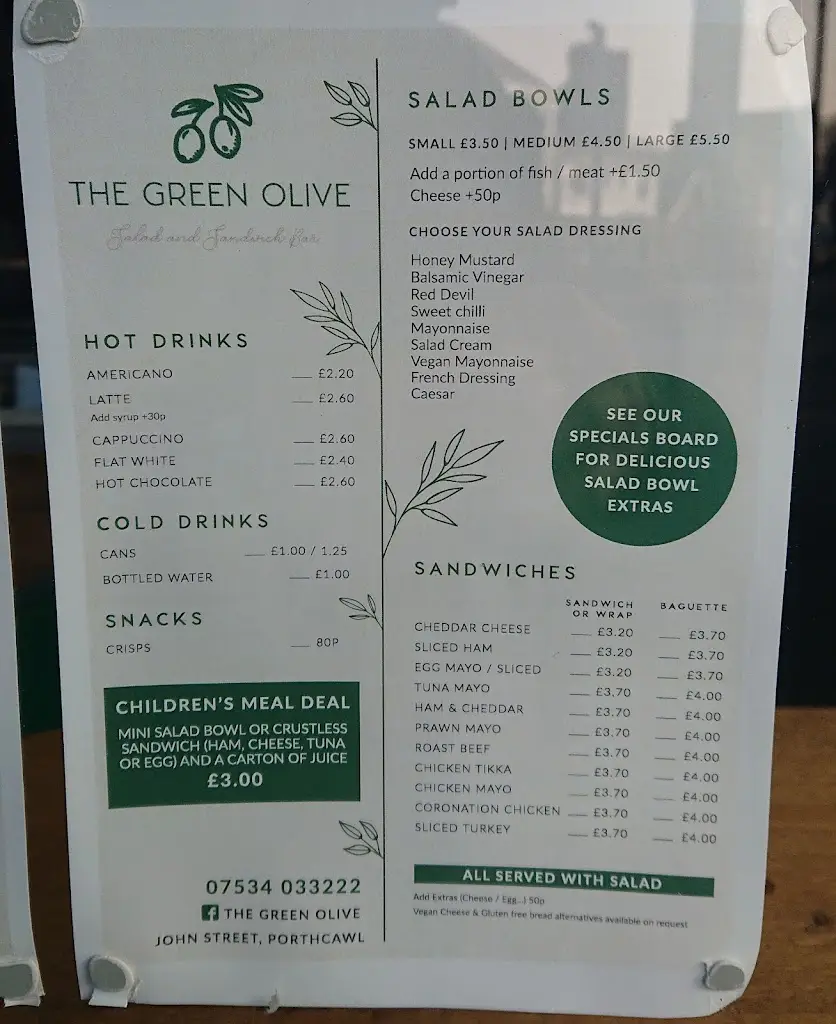 THE GREEN OLIVE
Salad and Sandwich Bar
HOT DRINKS
AMERICANO £2.20
LATTE £2.60
Add syrup +30p
CAPPUCCINO £2.60
FLAT WHITE £2.40
HOT CHOCOLATE £2.60
COLD DRINKS
CANS £1.00 / 1.25
BOTTLED WATER £1.00
SNACKS
CRISPS 80P
CHILDREN'S MEAL DEAL
MINI SALAD BOWL OR CRUSTLESS
SANDWICH (HAM, CHEESE, TUNA
OR EGG) AND A CARTON OF JUICE
£3.00
07534 033222
f THE GREEN OLIVE
JOHN STREET, PORTHCAWL
SALAD BOWLS
SMALL £3.50 | MEDIUM £4.50 | LARGE £5.50
Add a portion of fish / meat +£1.50
Cheese +50p
CHOOSE YOUR SALAD DRESSING
Honey Mustard
Balsamic Vinegar
Red Devil
Sweet chilli
Mayonnaise
Salad Cream
Vegan Mayonnaise
French Dressing
Caesar
SEE OUR
SPECIALS BOARD
FOR DELICIOUS
SALAD BOWL
EXTRAS
SANDWICHES
SANDWICH
OR WRAP
BAGUETTE
CHEDDAR CHEESE £3.20 £3.70
SLICED HAM £3.20 £3.70
EGG MAYO / SLICED £3.20 £3.70
TUNA MAYO £3.70 £4.00
HAM & CHEDDAR £3.70 £4.00
PRAWN MAYO £3.70 £4.00
ROAST BEEF £3.70 £4.00
CHICKEN TIKKA £3.70 £4.00
CHICKEN MAYO £3.70 £4.00
CORONATION CHICKEN £3.70 £4.00
SLICED TURKEY £3.70 £4.00
ALL SERVED WITH SALAD
Add Extras (Cheese / Egg...) 50p
Vegan Cheese & Gluten free bread alternatives available on request